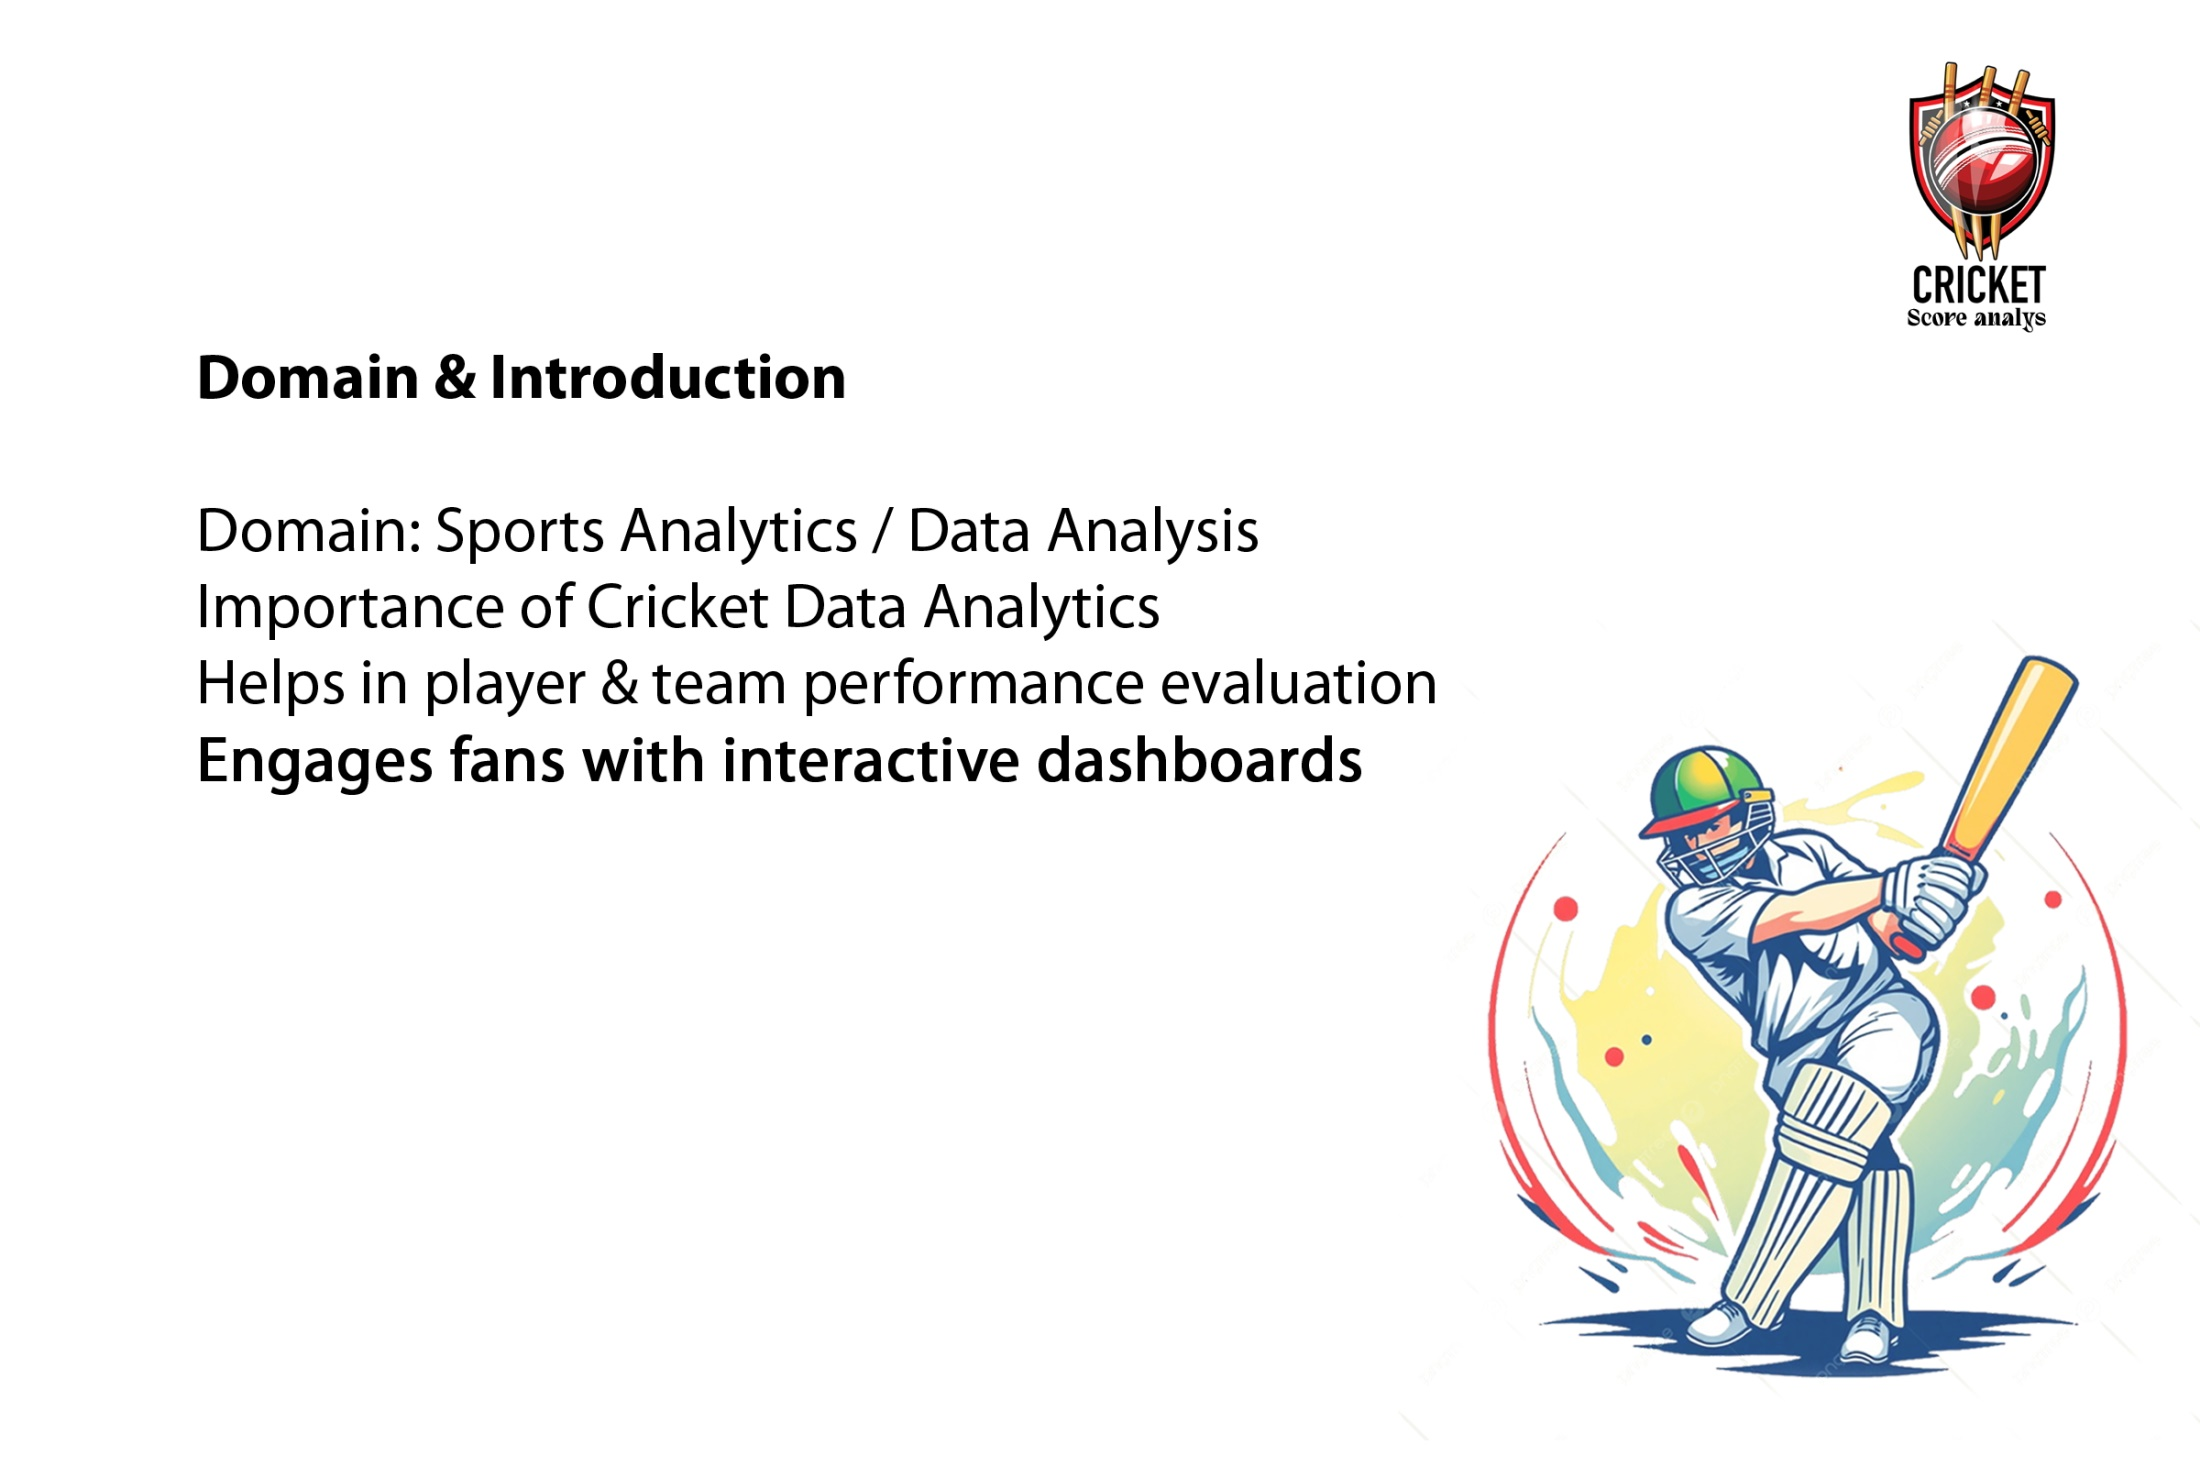 CRICKET
Score analys
Domain & Introduction
Domain: Sports Analytics / Data Analysis
Importance of Cricket Data Analytics
Helps in player & team performance evaluation
Engages fans with interactive dashboards